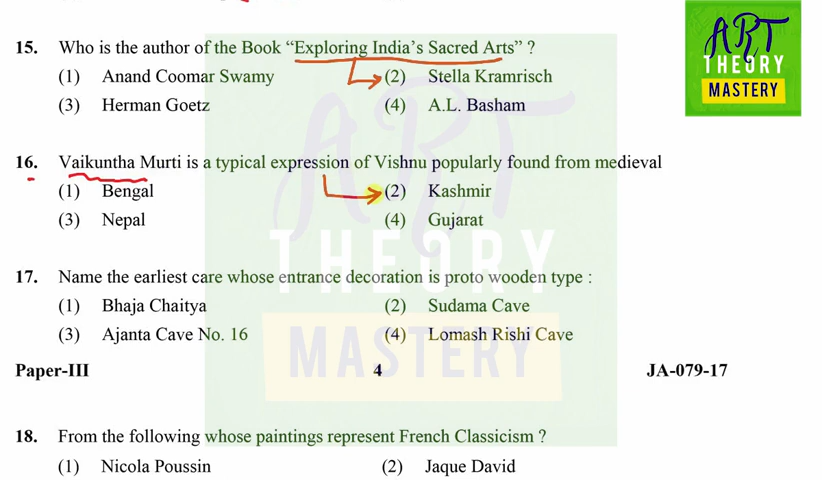 15. Who is the author of the Book “Exploring India’s Sacred Arts” ?
(1) Anand Coomar Swamy (2) Stella Kramrisch
(3) Herman Goetz (4) A.L. Basham
16. Vaikuntha Murti is a typical expression of Vishnu popularly found from medieval
(1) Bengal (2) Kashmir
(3) Nepal (4) Gujarat
17. Name the earliest care whose entrance decoration is proto wooden type :
(1) Bhaja Chaitya (2) Sudama Cave
(3) Ajanta Cave No. 16 (4) Lomash Rishi Cave
Paper-III 4 JA-079-17
18. From the following whose paintings represent French Classicism ?
(1) Nicola Poussin (2) Jaque David
ART
THEORY
MASTERY
ART
THEORY
MASTERY